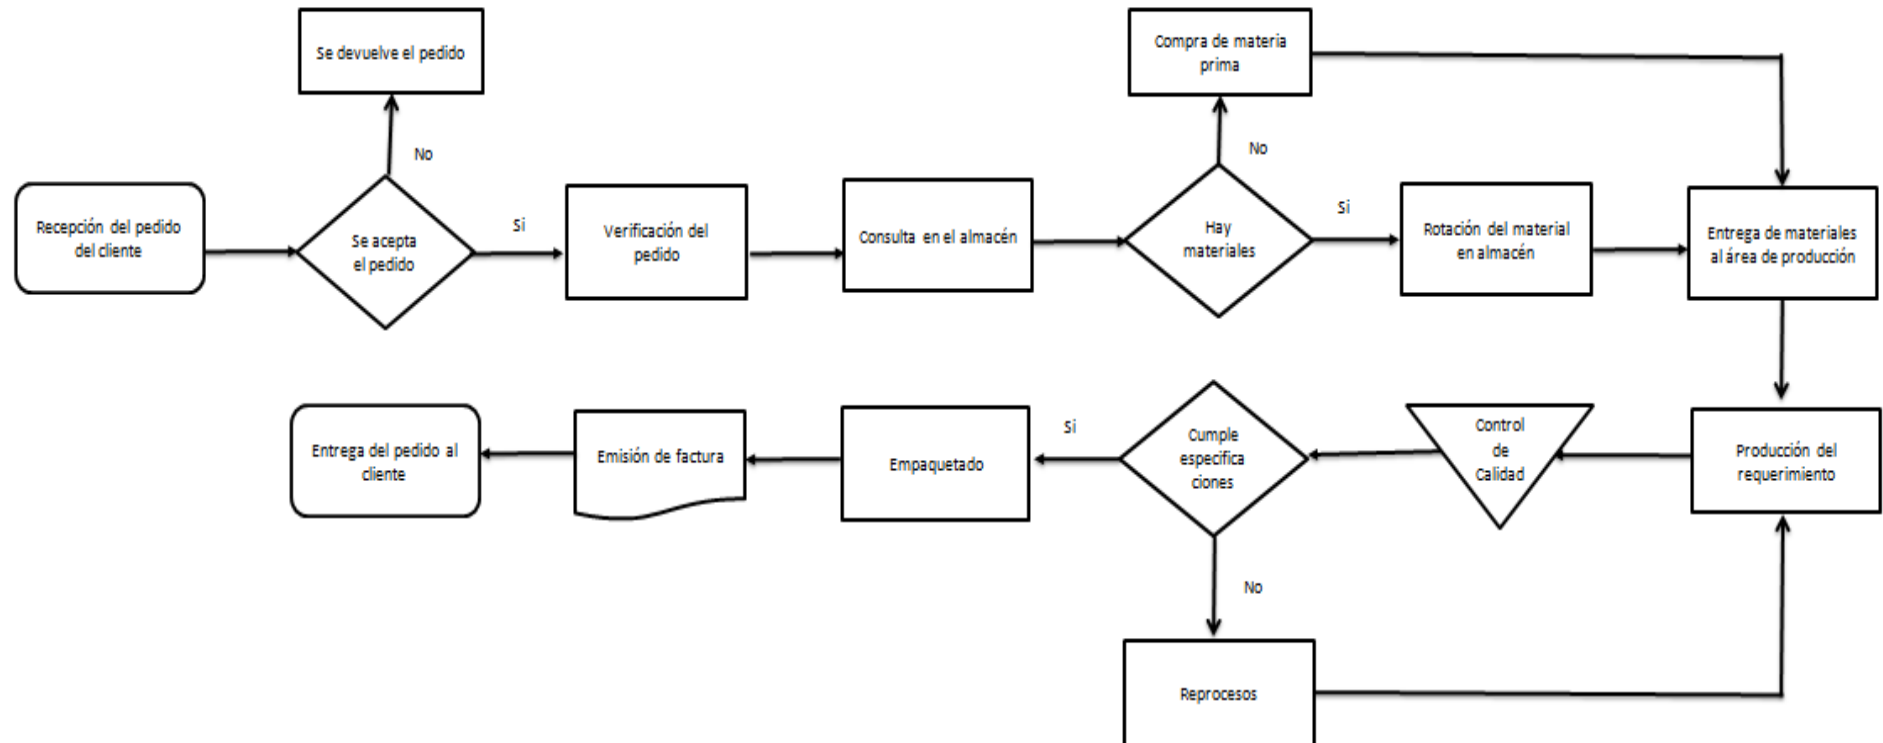 Se devuelve el pedido
Compra de materia
prima
No
No
Recepción del pedido
del cliente
Se acepta
el pedido
Si
Verificación del
pedido
Consulta en el almacén
Hay
materiales
Si
Rotación del material
en almacén
Entrega de materiales
al área de producción
Entrega del pedido al
cliente
Emisión de factura
Empaquetado
Si
Cumple
especifica
ciones
Control
de
Calidad
Producción del
requerimiento
No
Reprocesos